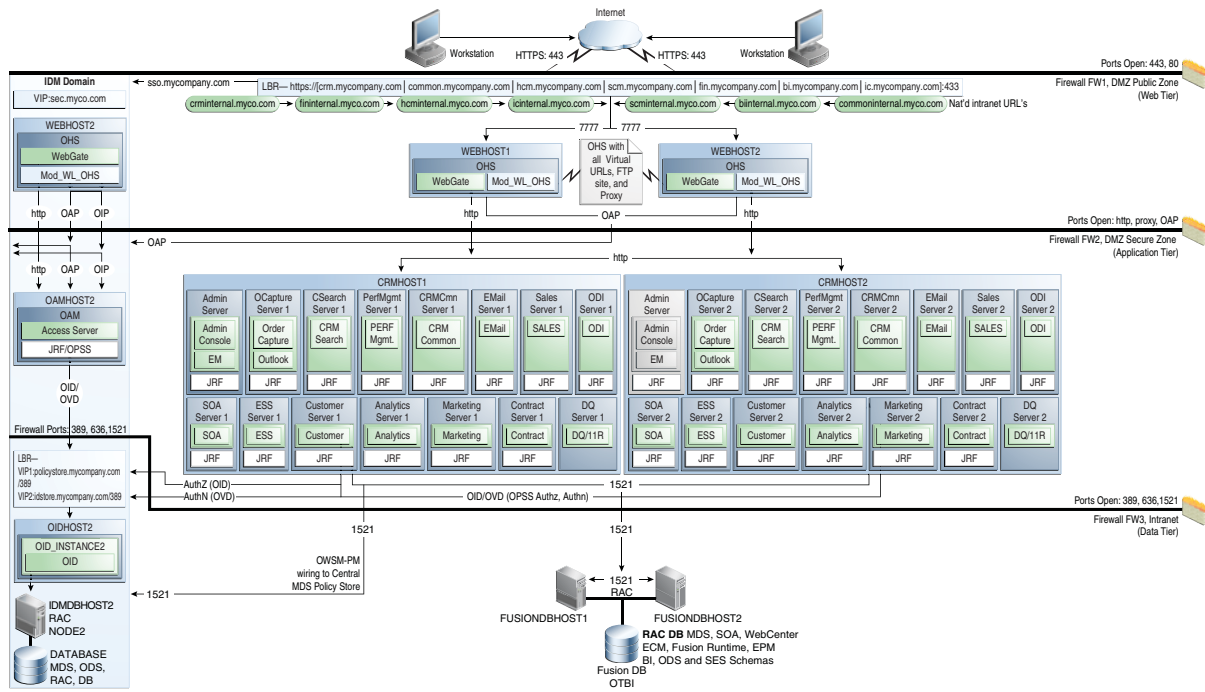 Internet
Workstation
Workstation
HTTPS: 443
HTTPS: 443
Ports Open: 443, 80
Firewall FW1, DMZ Public Zone
(Web Tier)
IDM Domain
sso.mycompany.com
VIP:sec.myco.com
LBR— https://[crm.mycompany.com | common.mycompany.com | hcm.mycompany.com | scm.mycompany.com | fin.mycompany.com | bi.mycompany.com | ic.mycompany.com]:433
crminternal.myco.com
fininternal.myco.com
hcminternal.myco.com
icinternal.myco.com
scminternal.myco.com
biinternal.myco.com
commoninternal.myco.com
Nat'd intranet URL's
7777
7777
WEBHOST2
OHS
WebGate
Mod_WL_OHS
WEBHOST1
OHS
WebGate
Mod_WL_OHS
OHS with
all Virtual
URLs, FTP
site, and
Proxy
WEBHOST2
OHS
WebGate
Mod_WL_OHS
http
OAP
OIP
http
OAP
http
Ports Open: http, proxy, OAP
Firewall FW2, DMZ Secure Zone
(Application Tier)
OAP
http
http
OAP
OIP
OAMHOST2
OAM
Access Server
JRF/OPSS
OID/
OVD
CRMHOST1
Admin
Server
Admin
Console
EM
JRF
OCapture
Server 1
Order
Capture
Outlook
JRF
CSearch
Server 1
CRM
Search
JRF
PerfMgmt
Server 1
PERF
Mgmt.
JRF
CRMCmn
Server 1
CRM
Common
JRF
EMail
Server 1
EMail
JRF
Sales
Server 1
SALES
JRF
ODI
Server 1
ODI
JRF
SOA
Server 1
SOA
JRF
ESS
Server 1
ESS
JRF
Customer
Server 1
Customer
JRF
Analytics
Server 1
Analytics
JRF
Marketing
Server 1
Marketing
JRF
Contract
Server 1
Contract
JRF
DQ
Server 1
DQ/11R
CRMHOST2
Admin
Server
Admin
Console
EM
JRF
OCapture
Server 2
Order
Capture
Outlook
JRF
CSearch
Server 2
CRM
Search
JRF
PerfMgmt
Server 2
PERF
Mgmt.
JRF
CRMCmn
Server 2
CRM
Common
JRF
EMail
Server 2
EMail
JRF
Sales
Server 2
SALES
JRF
ODI
Server 2
ODI
JRF
SOA
Server 2
SOA
JRF
ESS
Server 2
ESS
JRF
Customer
Server 2
Customer
JRF
Analytics
Server 2
Analytics
JRF
Marketing
Server 2
Marketing
JRF
Contract
Server 2
Contract
JRF
DQ
Server 2
DQ/11R
Firewall Ports: 389, 636,1521
LBR—
VIP1:policystore.mycompany.com
/389
VIP2:idstore.mycompany.com/389
AuthZ (OID)
AuthN (OVD)
OID/OVD (OPSS Authz, Authn)
1521
Ports Open: 389, 636,1521
Firewall FW3, Intranet
(Data Tier)
1521
1521
OIDHOST2
OID_INSTANCE2
OID
OWSM-PM
wiring to Central
MDS Policy Store
1521
IDMDBHOST2
RAC
NODE2
DATABASE
MDS, ODS,
RAC, DB
1521
RAC
FUSIONDBHOST1
FUSIONDBHOST2
RAC DB MDS, SOA, WebCenter
ECM, Fusion Runtime, EPM
BI, ODS and SES Schemas
Fusion DB
OTBI